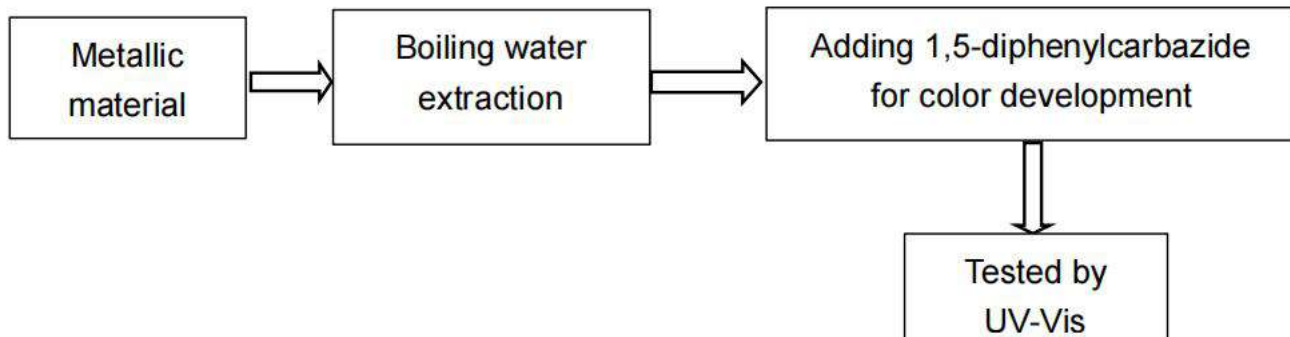 Metallic
material
Boiling water
extraction
Adding 1,5-diphenylcarbazide
for color development
Tested by
UV-Vis